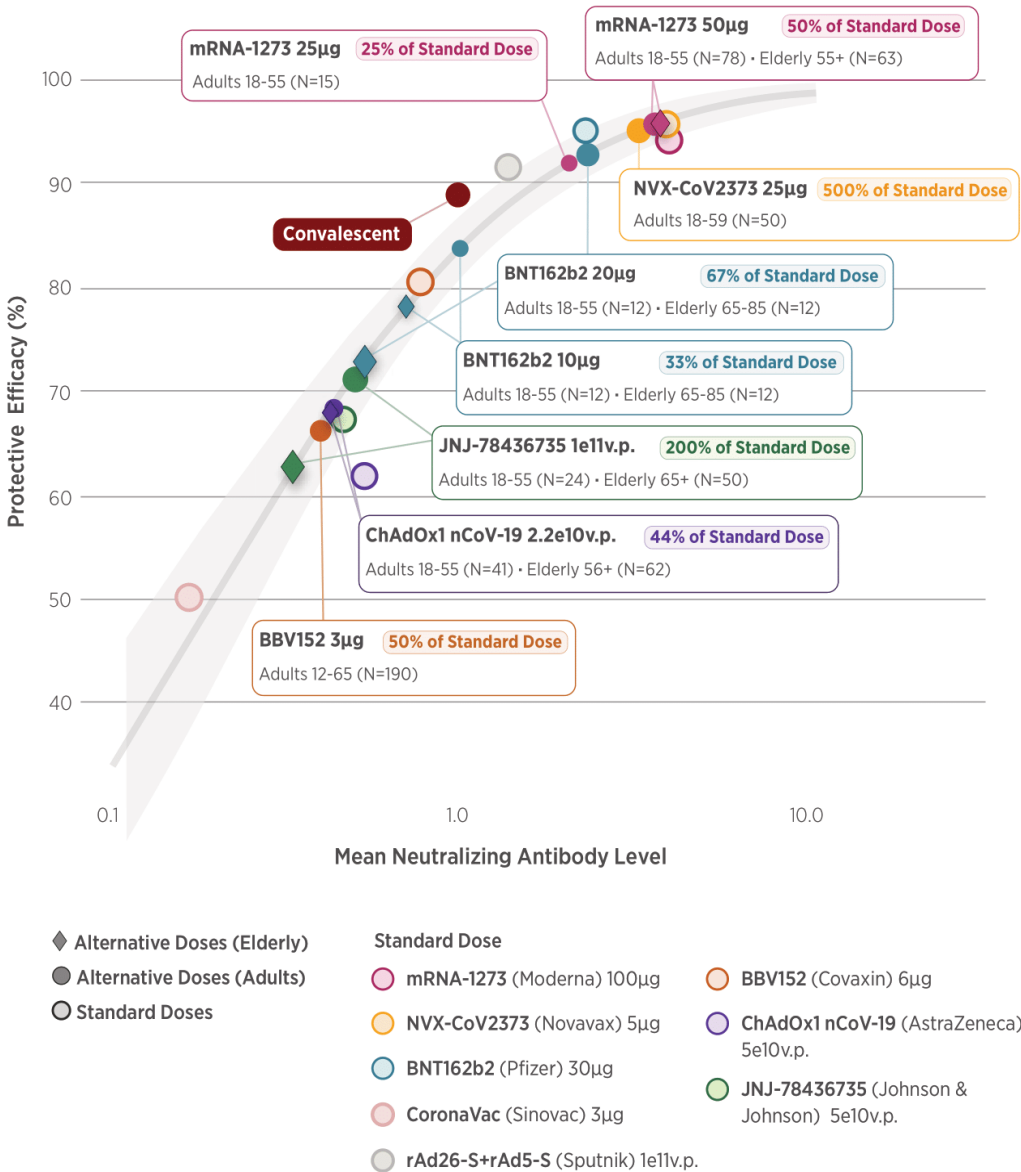 mRNA-1273 50µg 50% of Standard Dose
Adults 18-55 (N=78) · Elderly 55+ (N=63)
mRNA-1273 25µg 25% of Standard Dose
Adults 18-55 (N=15)
NVX-CoV2373 25µg 500% of Standard Dose
Adults 18-59 (N=50)
Convalescent
BNT162b2 20µg 67% of Standard Dose
Adults 18-55 (N=12) · Elderly 65-85 (N=12)
BNT162b2 10µg 33% of Standard Dose
Adults 18-55 (N=12) · Elderly 65-85 (N=12)
JNJ-78436735 1e11v.p. 200% of Standard Dose
Adults 18-55 (N=24) · Elderly 65+ (N=50)
ChAdOx1 nCoV-19 2.2e10v.p. 44% of Standard Dose
Adults 18-55 (N=41) · Elderly 56+ (N=62)
BBV152 3µg 50% of Standard Dose
Adults 12-65 (N=190)
Protective Efficacy (%)
100
90
80
70
60
50
40
0.1 1.0 10.0
Mean Neutralizing Antibody Level
Alternative Doses (Elderly)
Alternative Doses (Adults)
Standard Doses
Standard Dose
mRNA-1273 (Moderna) 100µg
NVX-CoV2373 (Novavax) 5µg
BNT162b2 (Pfizer) 30µg
CoronaVac (Sinovac) 3µg
rAd26-S+rAd5-S (Sputnik) 1e11v.p.
BBV152 (Covaxin) 6µg
ChAdOx1 nCoV-19 (AstraZeneca)
5e10v.p.
JNJ-78436735 (Johnson &
Johnson) 5e10v.p.